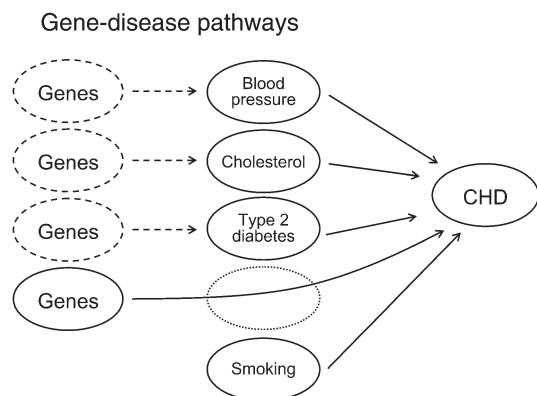 Gene-disease pathways
Genes
Blood
pressure
Genes
Cholesterol
CHD
Genes
Type 2
diabetes
Genes
Smoking